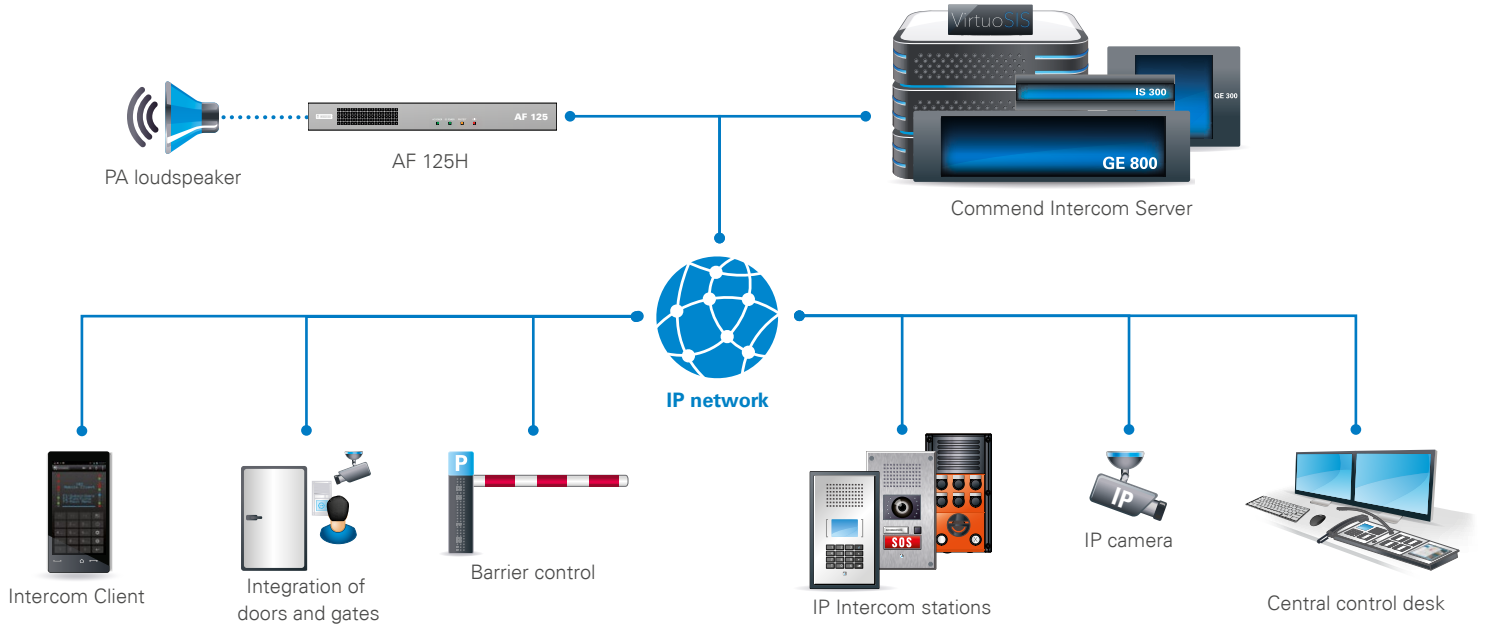 VirtuoSIS
IS 300
GE 300
AF 125
GE 800
AF 125H
PA loudspeaker
Commend Intercom Server
IP network
P
IP
SOS
Intercom Client
Integration of
doors and gates
Barrier control
IP Intercom stations
IP camera
Central control desk